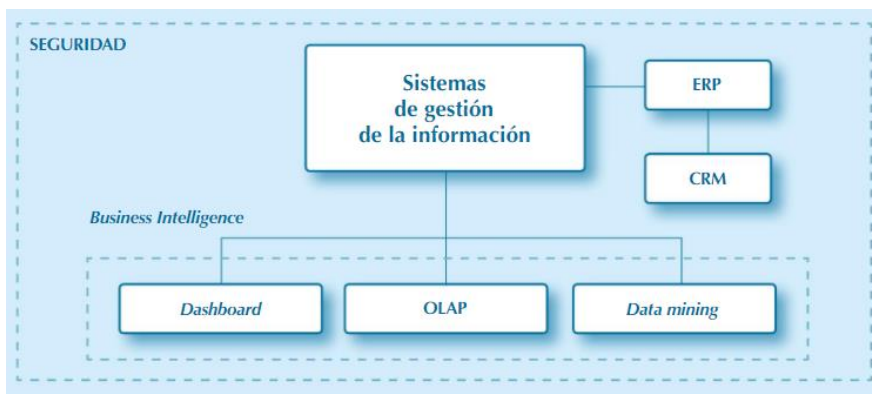 SEGURIDAD
Sistemas
de gestión
de la información
ERP
CRM
Business Intelligence
Dashboard
OLAP
Data mining